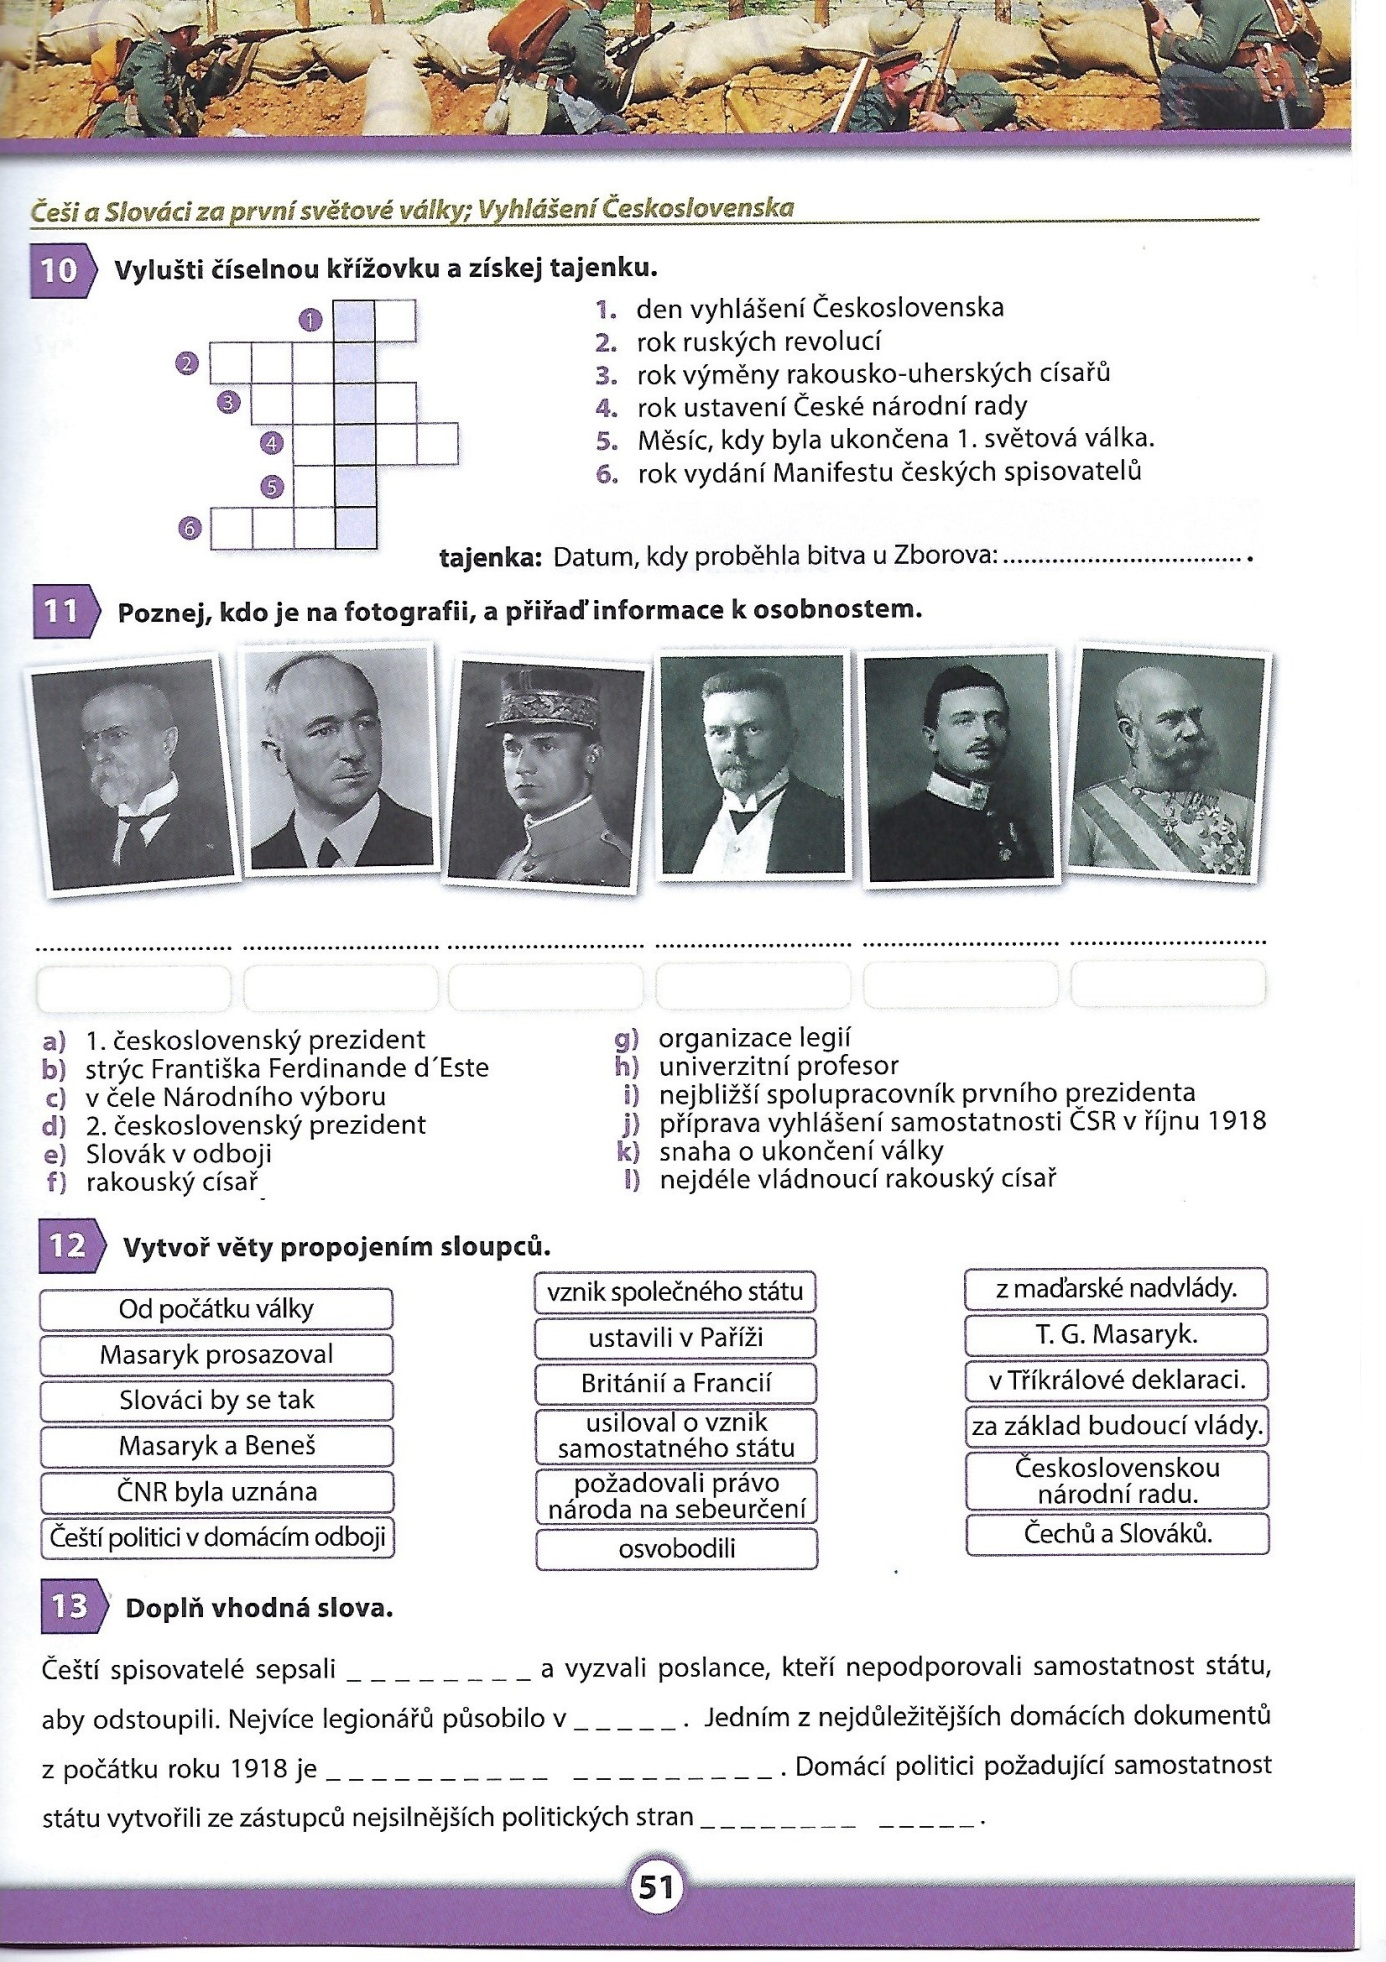 Češi a Slováci za první světové války; Vyhlášení Československa
10 Vylušti číselnou křížovku a získej tajenku.
1
2
3
4
5
6
1. den vyhlášení Československa
2. rok ruských revolucí
3. rok výměny rakousko-uherských císařů
4. rok ustavení České národní rady
5. Měsíc, kdy byla ukončena 1. světová válka.
6. rok vydání Manifestu českých spisovatelů
tajenka: Datum, kdy proběhla bitva u Zborova: .................................. .
11 Poznej, kdo je na fotografii, a přiřaď informace k osobnostem.
a) 1. československý prezident
b) strýc Františka Ferdinande d´Este
c) v čele Národního výboru
d) 2. československý prezident
e) Slovák v odboji
f) rakouský císař
g) organizace legií
h) univerzitní profesor
i) nejbližší spolupracovník prvního prezidenta
j) příprava vyhlášení samostatnosti ČSR v říjnu 1918
k) snaha o ukončení války
l) nejdéle vládnoucí rakouský císař
12 Vytvoř věty propojením sloupců.
Od počátku války
Masaryk prosazoval
Slováci by se tak
Masaryk a Beneš
ČNR byla uznána
Čeští politici v domácím odboji
vznik společného státu
ustavili v Paříži
Británií a Francií
usiloval o vznik
samostatného státu
požadovali právo
národa na sebeurčení
osvobodili
z maďarské nadvlády.
T. G. Masaryk.
v Tříkrálové deklaraci.
za základ budoucí vlády.
Československou
národní radu.
Čechů a Slováků.
13 Doplň vhodná slova.
Čeští spisovatelé sepsali _ _ _ _ _ _ _ _ a vyzvali poslance, kteří nepodporovali samostatnost státu,
aby odstoupili. Nejvíce legionářů působilo v _ _ _ _ _ . Jedním z nejdůležitějších domácích dokumentů
z počátku roku 1918 je _ _ _ _ _ _ _ _ _ _ _ _ _ _ _ _ _ _ _ . Domácí politici požadující samostatnost
státu vytvořili ze zástupců nejsilnějších politických stran _ _ _ _ _ _ _ _ _ _ _ _ _ .
51